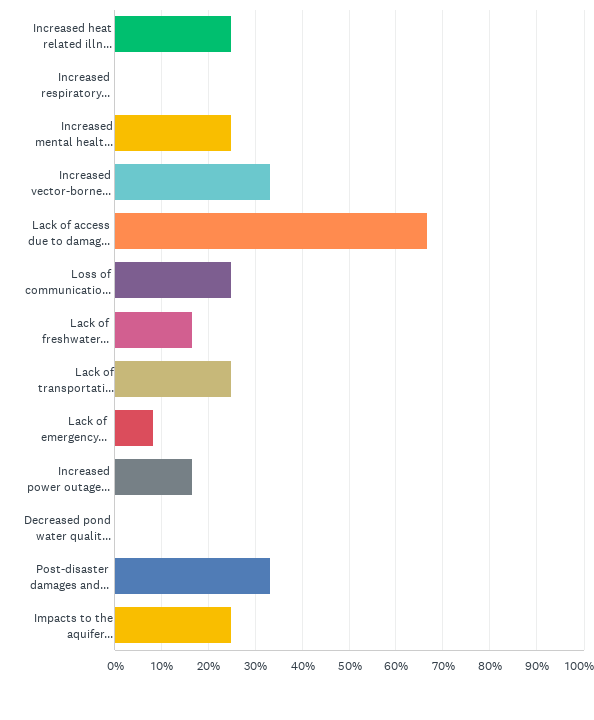 Increased heat
related illn...
Increased
respiratory...
Increased
mental healt...
Increased
vector-borne...
Lack of access
due to damag...
Loss of
communicatio...
Lack of
freshwater...
Lack of
transportati...
Lack of
emergency...
Increased
power outage...
Decreased pond
water qualit...
Post-disaster
damages and...
Impacts to the
aquifer...
0% 10% 20% 30% 40% 50% 60% 70% 80% 90% 100%